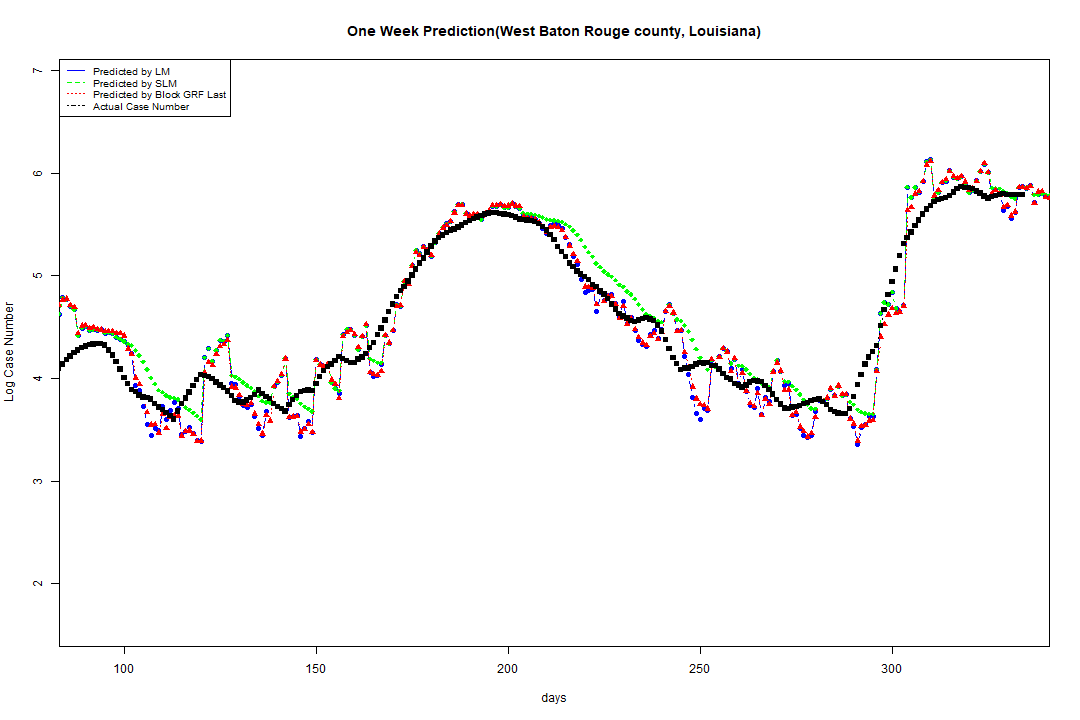 One Week Prediction(West Baton Rouge county, Louisiana)
Predicted by LM
Predicted by SLM
Predicted by Block GRF Last
Actual Case Number
7
6
5
4
3
2
Log Case Number
100 150 200 250 300
days